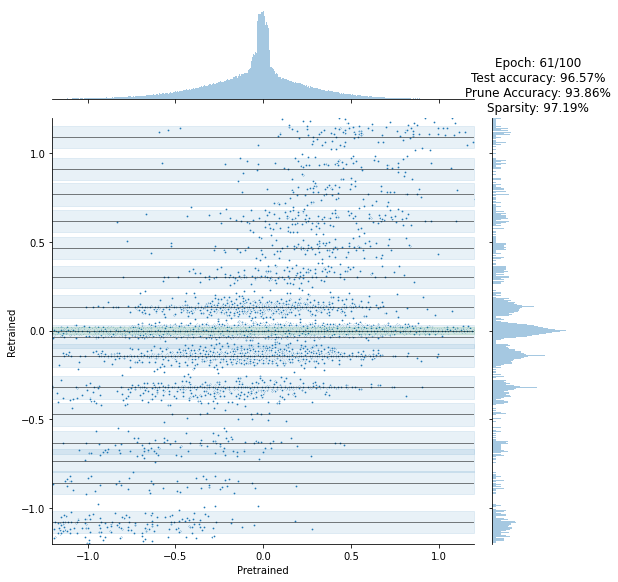 Epoch: 61/100
Test accuracy: 96.57%
Prune Accuracy: 93.86%
Sparsity: 97.19%
1.0
0.5
0.0
−0.5
−1.0
Retrained
−1.0 −0.5 0.0 0.5 1.0
Pretrained